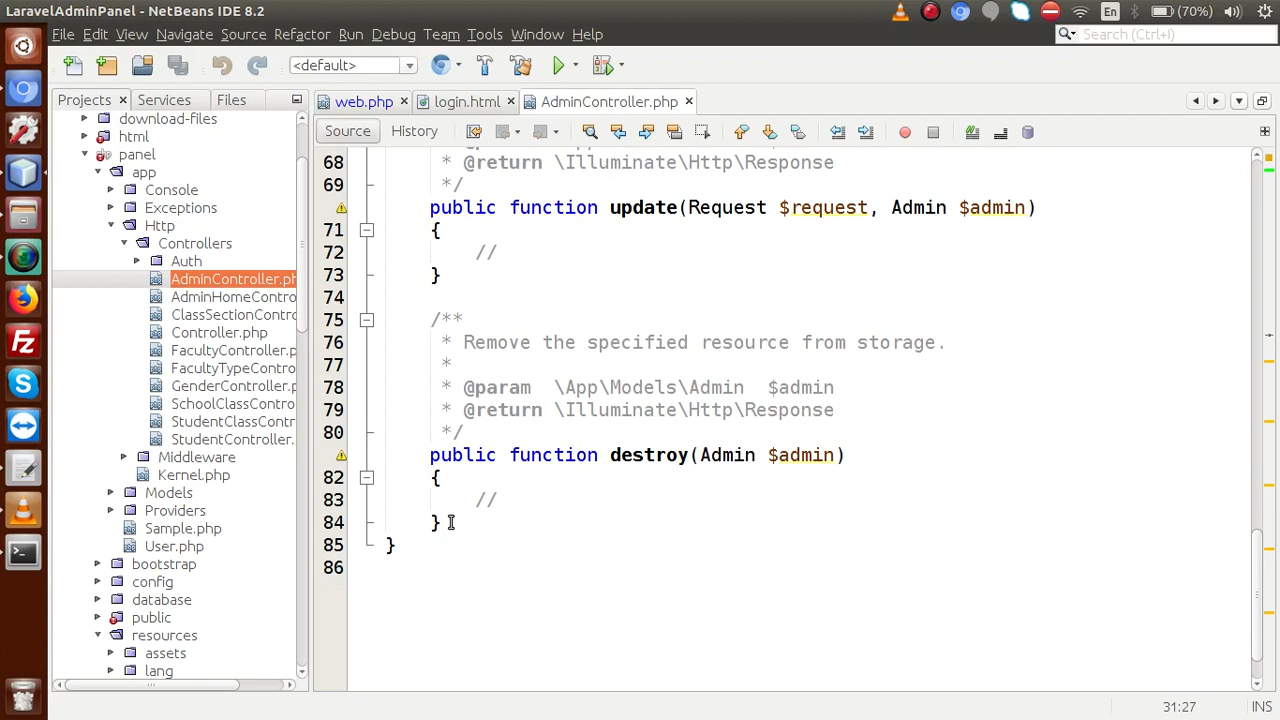 LaravelAdminPanel - NetBeans IDE 8.2
En
(70%)
File Edit View Navigate Source Refactor Run Debug Team Tools Window Help
Search (Ctrl+I)
<default>
Projects
Services
Files
web.php
login.html
AdminController.php
Source
History
download-files
html
panel
app
Console
Exceptions
Http
Controllers
Auth
AdminController.ph
AdminHomeContro
ClassSectionContr
Controller.php
FacultyController.p
FacultyTypeContro
GenderController.p
SchoolClassContro
StudentClassContr
StudentController.
Middleware
Kernel.php
Models
Providers
Sample.php
User.php
bootstrap
config
database
public
resources
assets
lang
68 * @return \Illuminate\Http\Response
69 */
public function update(Request $request, Admin $admin)
71 {
72 //
73 }
74
75 /**
76 * Remove the specified resource from storage.
77 *
78 * @param \App\Models\Admin $admin
79 * @return \Illuminate\Http\Response
80 */
public function destroy(Admin $admin)
82 {
83 //
84 }
85 }
86
31:27
INS